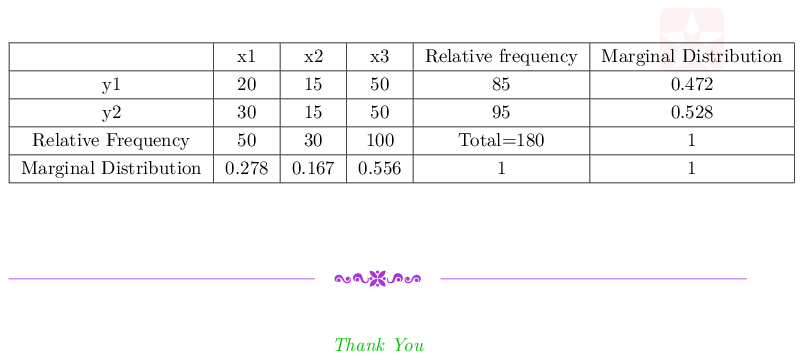 x1 x2 x3 Relative frequency Marginal Distribution
y1 20 15 50 85 0.472
y2 30 15 50 95 0.528
Relative Frequency 50 30 100 Total=180 1
Marginal Distribution 0.278 0.167 0.556 1 1
Thank You